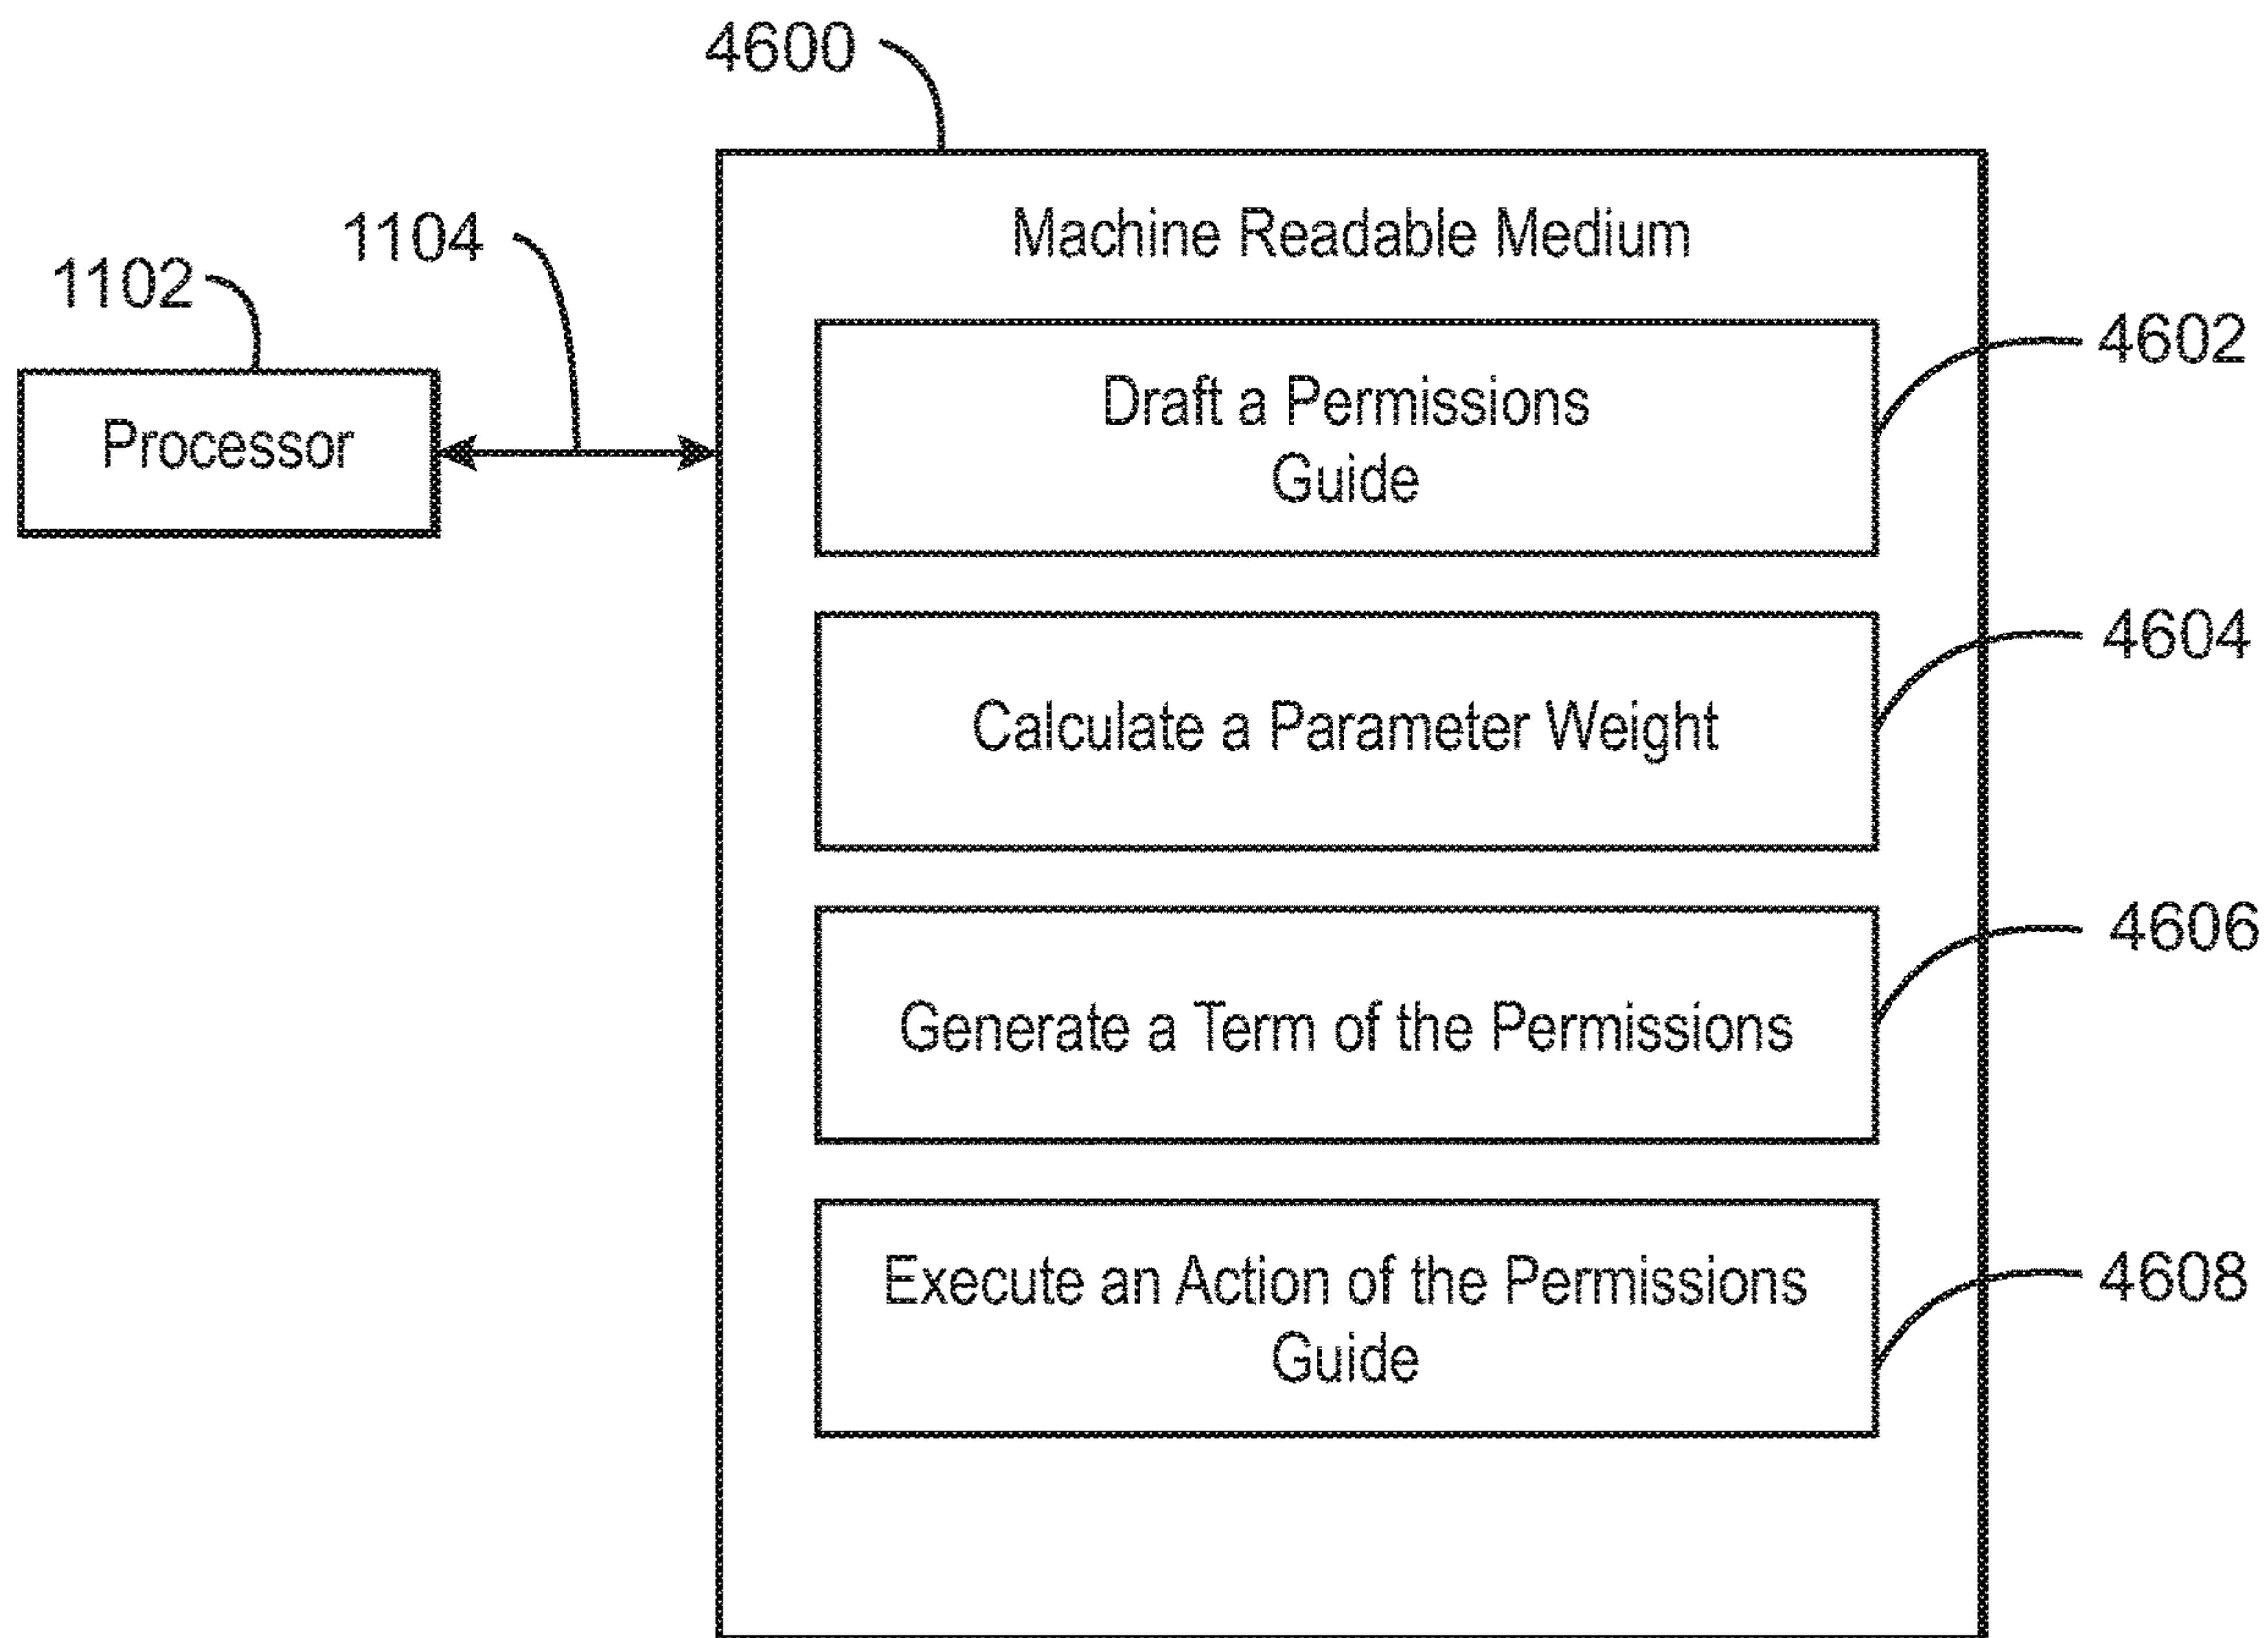 4600
1104
1102
Machine Readable Medium
Processor
4602
Draft a Permissions
Guide
4604
Calculate a Parameter Weight
4606
Generate a Term of the Permissions
4608
Execute an Action of the Permissions
Guide